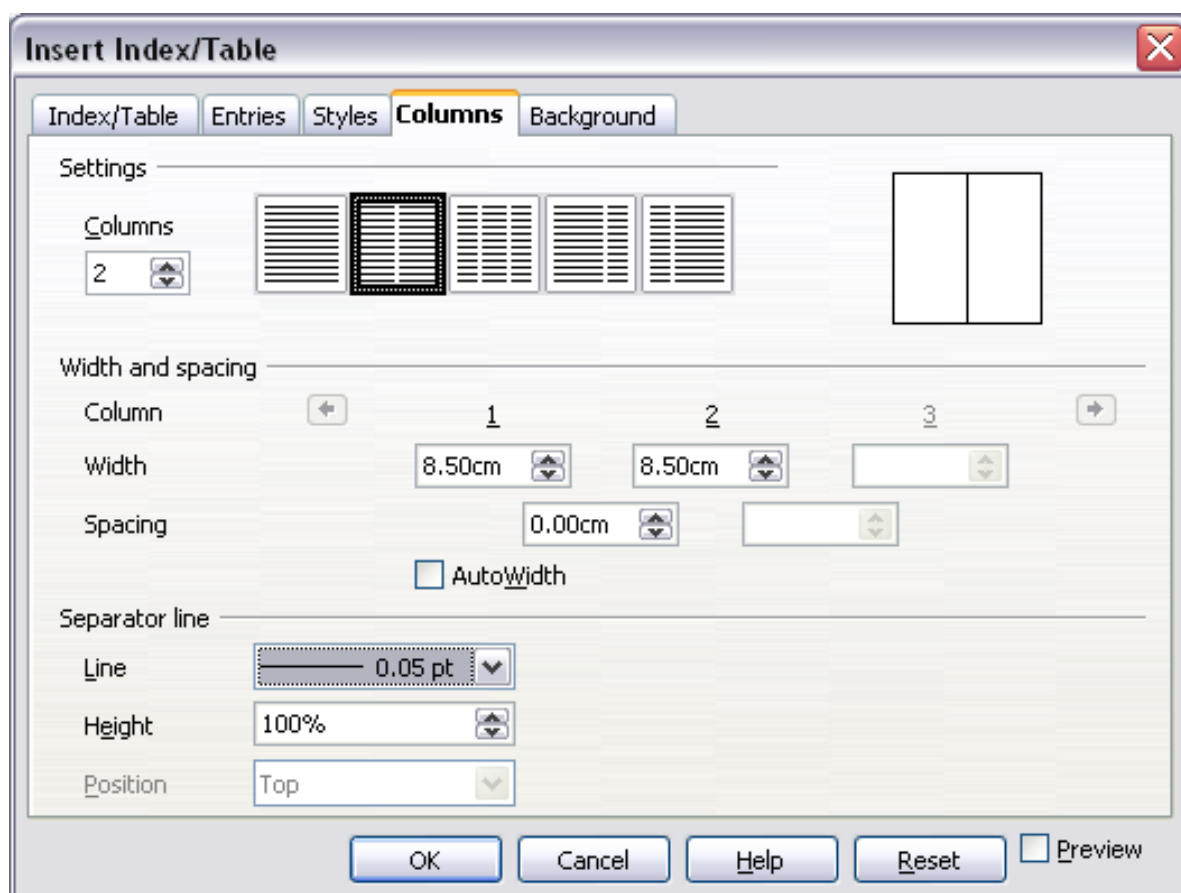 Insert Index/Table
Index/Table Entries Styles Columns Background
Settings
Columns
2
Width and spacing
Column 1 2 3
Width 8.50cm 8.50cm
Spacing 0.00cm
AutoWidth
Separator line
Line 0.05 pt
Height 100%
Position Top
OK Cancel Help Reset Preview